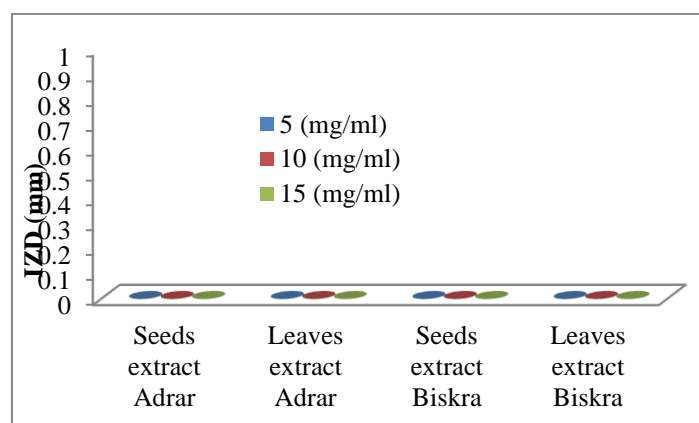 1
0.9
0.8
0.7
0.6
0.5
0.4
0.3
0.2
0.1
0
IZD (mm)
5 (mg/ml)
10 (mg/ml)
15 (mg/ml)
Seeds extract Adrar
Leaves extract Adrar
Seeds extract Biskra
Leaves extract Biskra